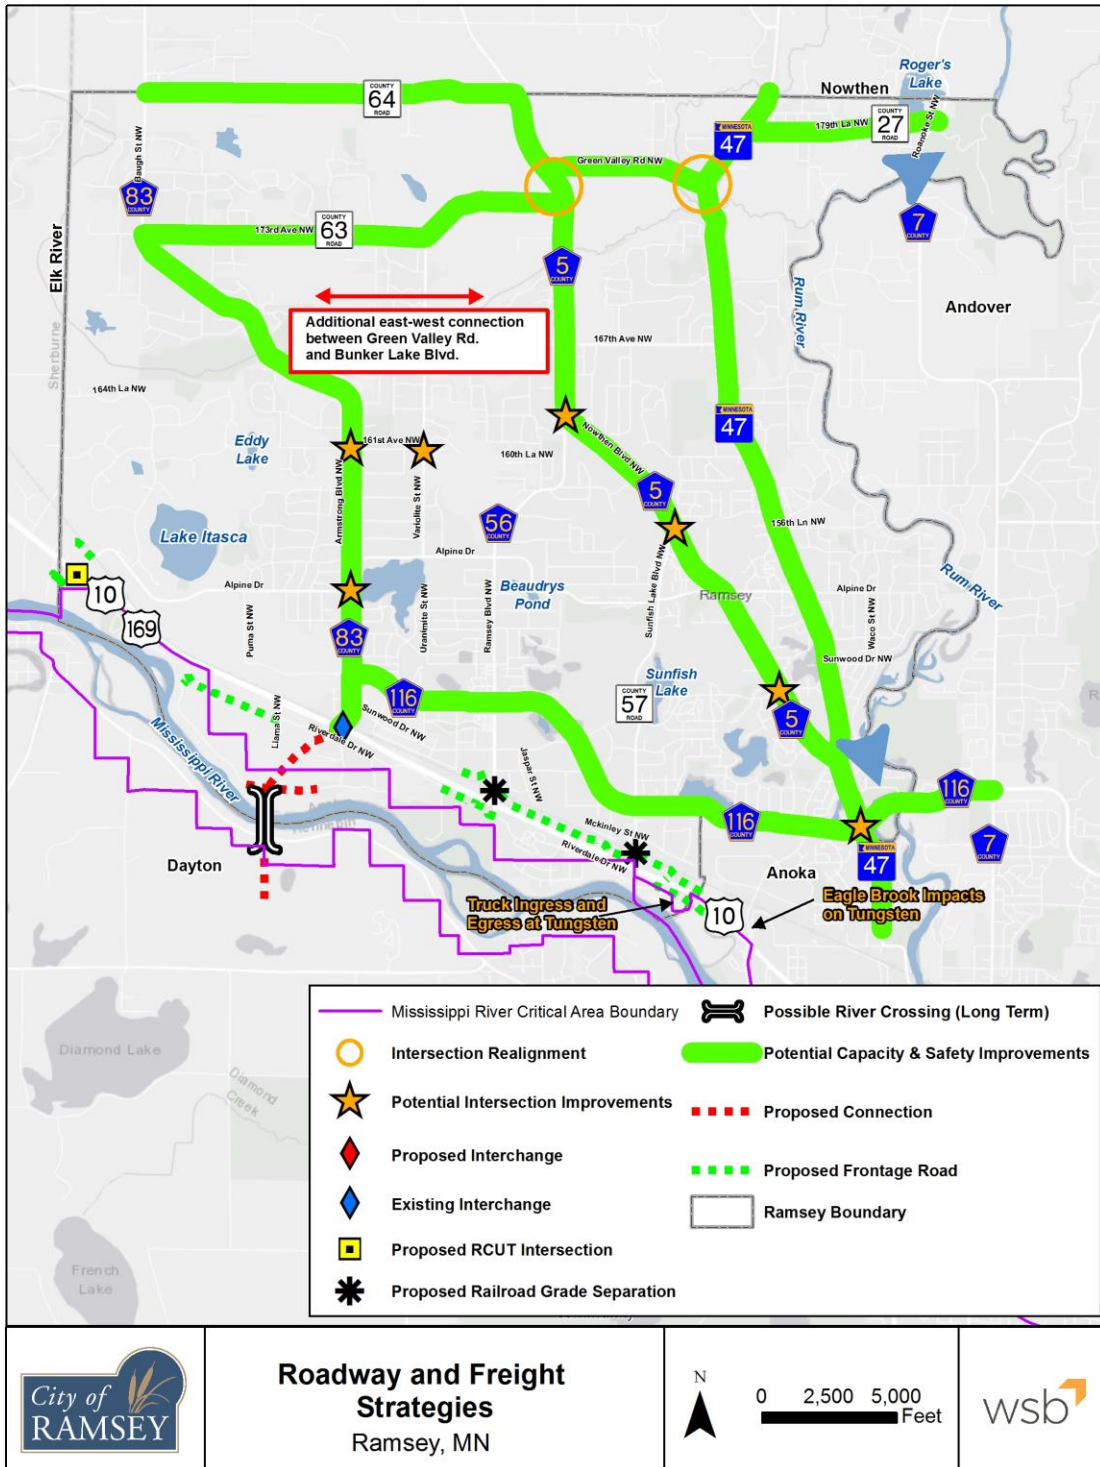 Roger's
Lake
Nowthen
COUNTY
64
ROAD
MINNESOTA
47
179th La NW
COUNTY
27
ROAD
Roanoke St NW
Baugh St NW
83
COUNTY
Green Valley Rd NW
7
COUNTY
173rd Ave NW
COUNTY
63
ROAD
Elk River
5
COUNTY
Rum River
Andover
Additional east-west connection
between Green Valley Rd.
and Bunker Lake Blvd.
167th Ave NW
Sherburne
164th La NW
MINNESOTA
47
Eddy
Lake
161st Ave NW
160th La NW
Nowthen Blvd NW
Armstrong Blvd NW
Variolite St NW
5
COUNTY
56
COUNTY
156th Ln NW
Lake Itasca
Alpine Dr
Sunfish Lake Blvd NW
Rum River
10
Alpine Dr
Beaudrys
Pond
Ramsey
Alpine Dr
169
Puma St NW
Uranimite St NW
Ramsey Blvd NW
Waco St NW
83
COUNTY
Sunwood Dr NW
Sunfish
Lake
116
COUNTY
COUNTY
57
ROAD
5
COUNTY
Llama St NW
Sunwood Dr NW
Riverdale Dr NW
Mississippi River
Jaspar St NW
116
COUNTY
116
COUNTY
Mckinley St NW
Riverdale Dr NW
7
COUNTY
Hennepin
Dayton
MINNESOTA
47
Anoka
Truck Ingress and
Egress at Tungsten
10
Eagle Brook Impacts
on Tungsten
Diamond Lake
Diamond
Creek
French
Lake
Mississippi River Critical Area Boundary
Intersection Realignment
Potential Intersection Improvements
Proposed Interchange
Existing Interchange
Proposed RCUT Intersection
Proposed Railroad Grade Separation
Possible River Crossing (Long Term)
Potential Capacity & Safety Improvements
Proposed Connection
Proposed Frontage Road
Ramsey Boundary
City of
RAMSEY
Roadway and Freight
Strategies
Ramsey, MN
N
0 2,500 5,000
Feet
wsb